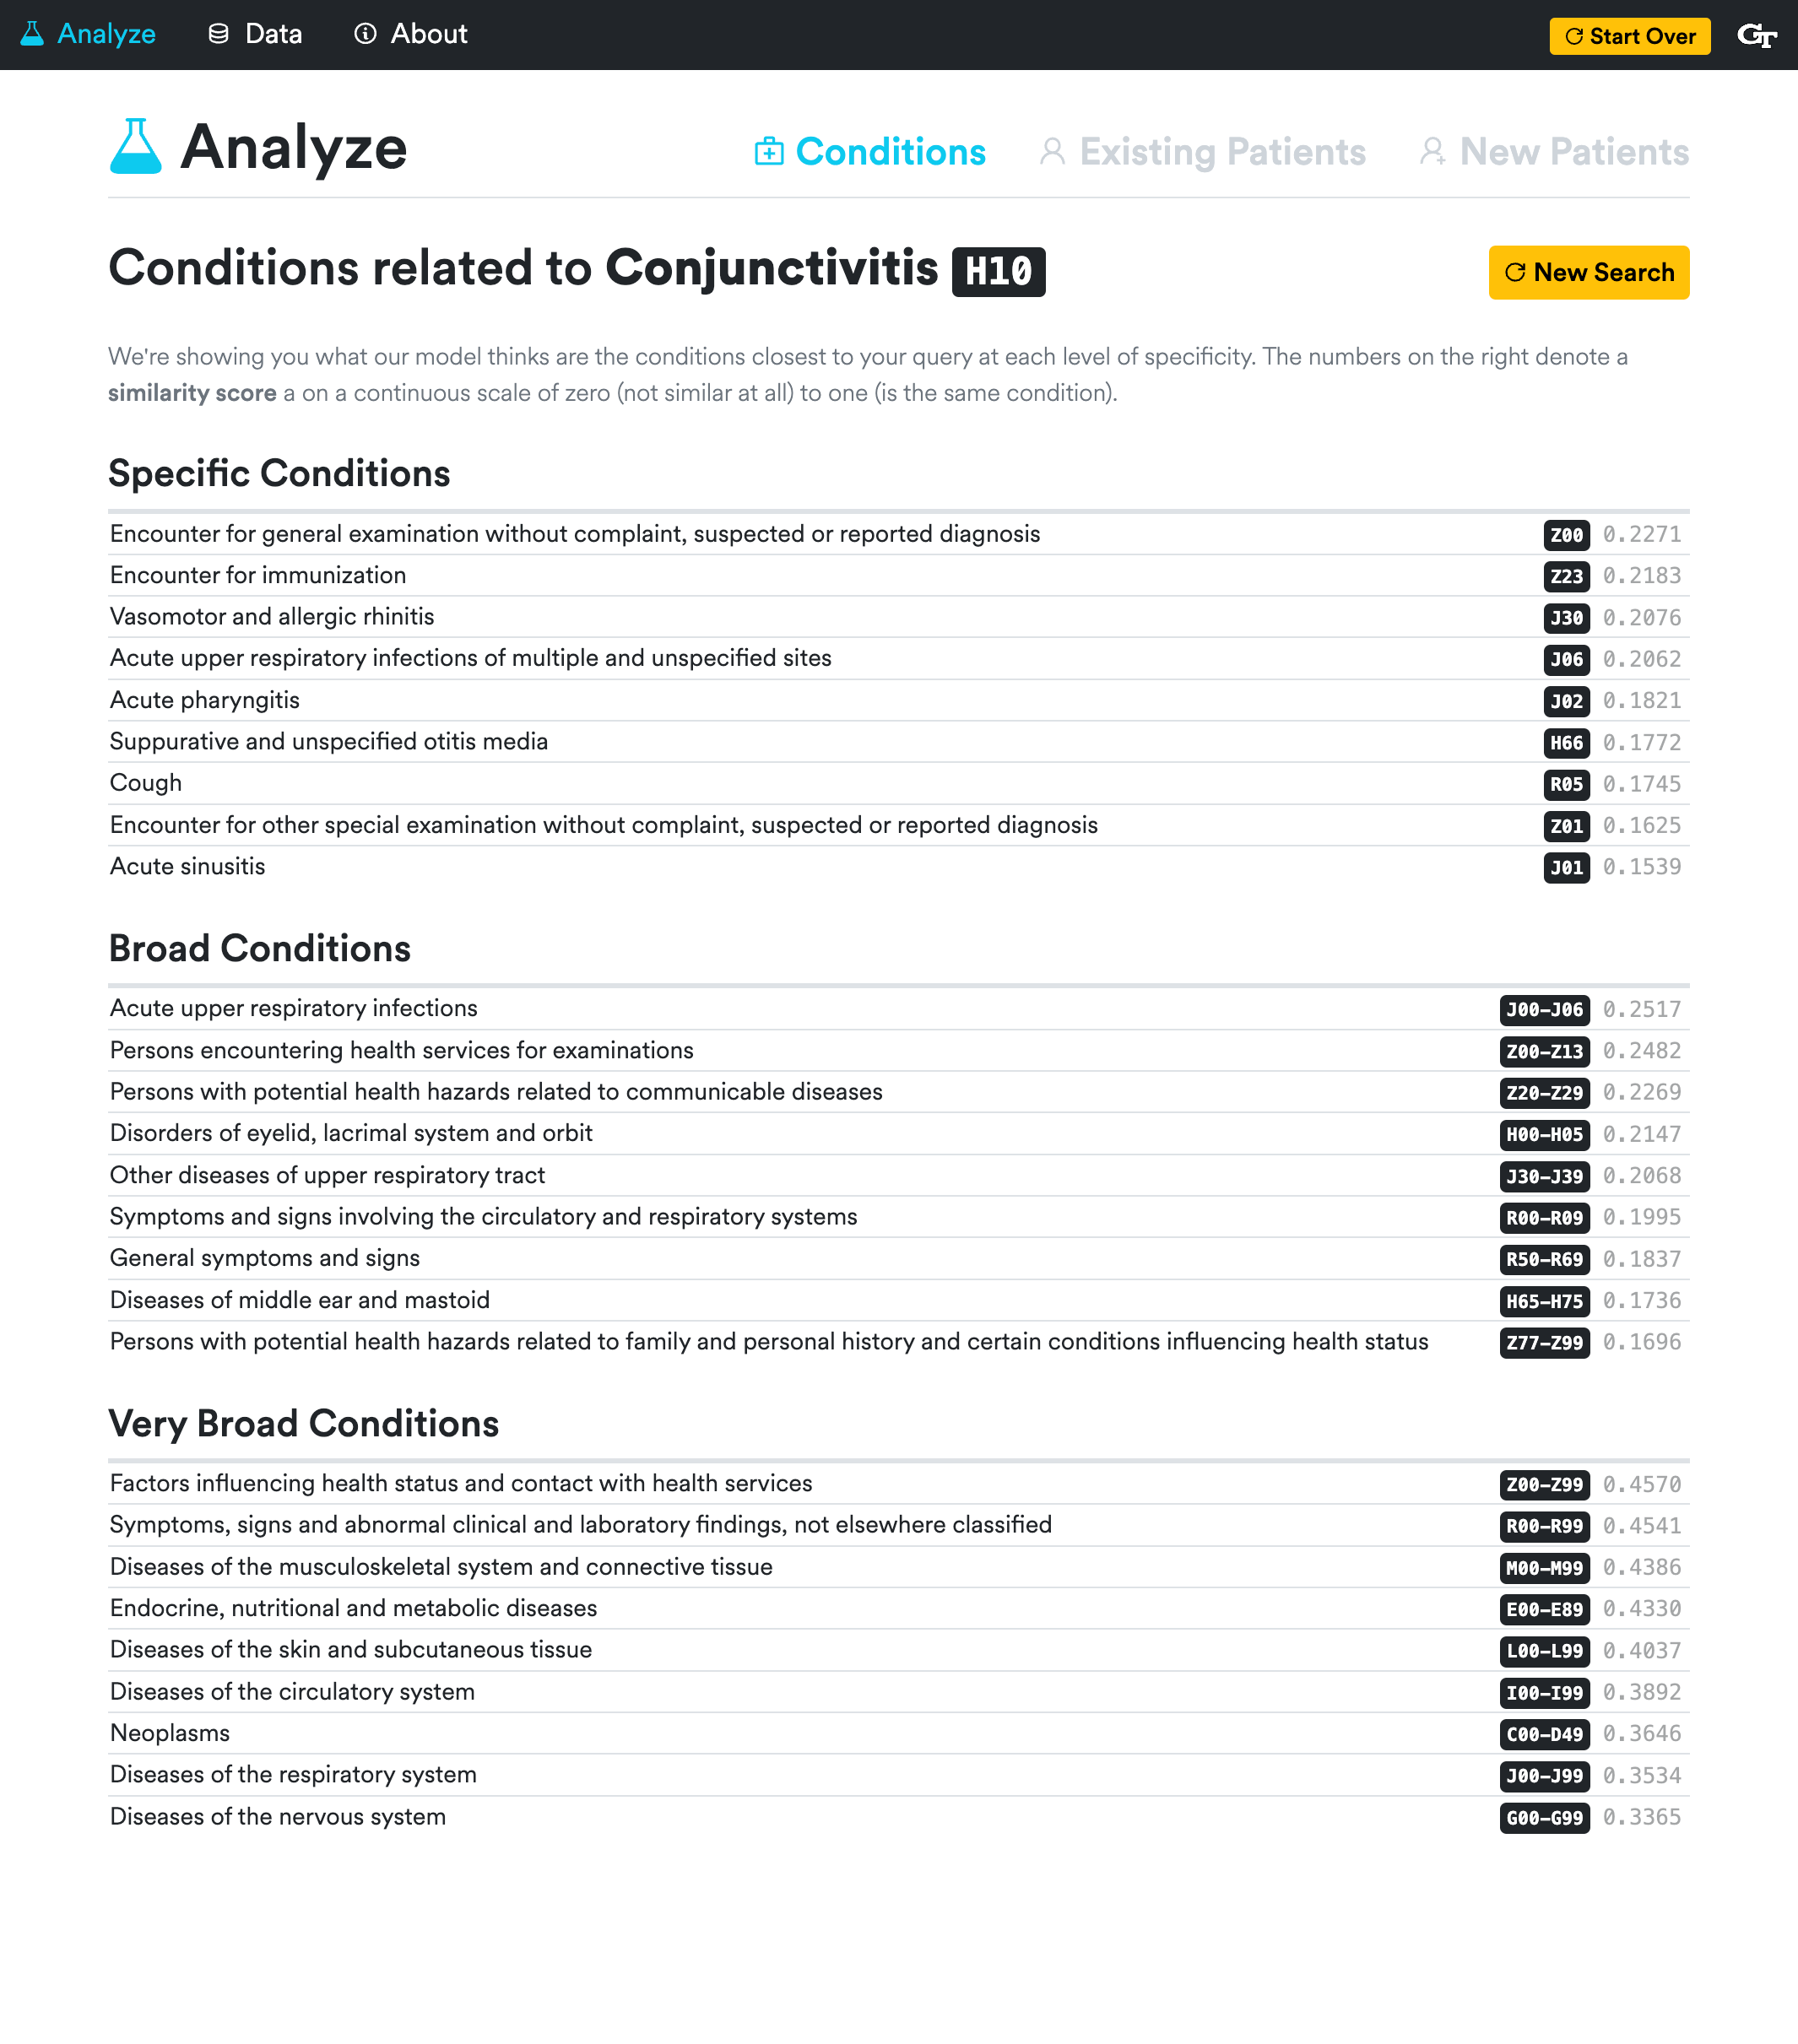 Analyze Data About Start Over GT
Analyze Conditions Existing Patients New Patients
Conditions related to Conjunctivitis H10 New Search
We're showing you what our model thinks are the conditions closest to your query at each level of specificity. The numbers on the right denote a
similarity score a on a continuous scale of zero (not similar at all) to one (is the same condition).
Specific Conditions
Encounter for general examination without complaint, suspected or reported diagnosis Z00 0.2271
Encounter for immunization Z23 0.2183
Vasomotor and allergic rhinitis J30 0.2076
Acute upper respiratory infections of multiple and unspecified sites J06 0.2062
Acute pharyngitis J02 0.1821
Suppurative and unspecified otitis media H66 0.1772
Cough R05 0.1745
Encounter for other special examination without complaint, suspected or reported diagnosis Z01 0.1625
Acute sinusitis J01 0.1539
Broad Conditions
Acute upper respiratory infections J00–J06 0.2517
Persons encountering health services for examinations Z00–Z13 0.2482
Persons with potential health hazards related to communicable diseases Z20–Z29 0.2269
Disorders of eyelid, lacrimal system and orbit H00–H05 0.2147
Other diseases of upper respiratory tract J30–J39 0.2068
Symptoms and signs involving the circulatory and respiratory systems R00–R09 0.1995
General symptoms and signs R50–R69 0.1837
Diseases of middle ear and mastoid H65–H75 0.1736
Persons with potential health hazards related to family and personal history and certain conditions influencing health status Z77–Z99 0.1696
Very Broad Conditions
Factors influencing health status and contact with health services Z00–Z99 0.4570
Symptoms, signs and abnormal clinical and laboratory findings, not elsewhere classified R00–R99 0.4541
Diseases of the musculoskeletal system and connective tissue M00–M99 0.4386
Endocrine, nutritional and metabolic diseases E00–E89 0.4330
Diseases of the skin and subcutaneous tissue L00–L99 0.4037
Diseases of the circulatory system I00–I99 0.3892
Neoplasms C00–D49 0.3646
Diseases of the respiratory system J00–J99 0.3534
Diseases of the nervous system G00–G99 0.3365